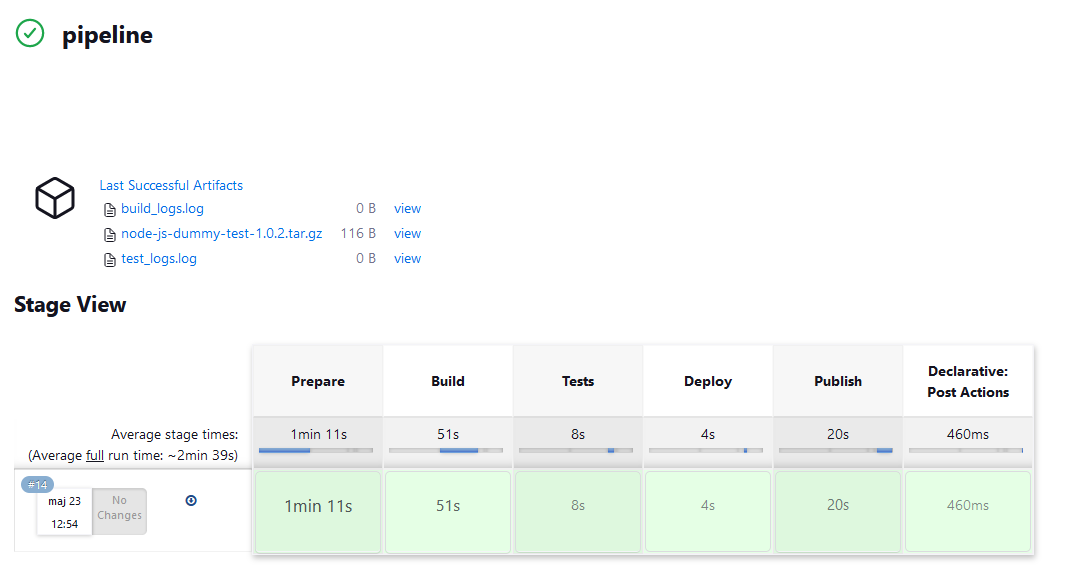 pipeline
Last Successful Artifacts
build_logs.log 0 B view
node-js-dummy-test-1.0.2.tar.gz 116 B view
test_logs.log 0 B view
Stage View
Prepare Build Tests Deploy Publish Declarative:
Post Actions
Average stage times: 1min 11s 51s 8s 4s 20s 460ms
(Average full run time: ~2min 39s)
#14
maj 23 No
Changes
12:54
1min 11s 51s 8s 4s 20s 460ms